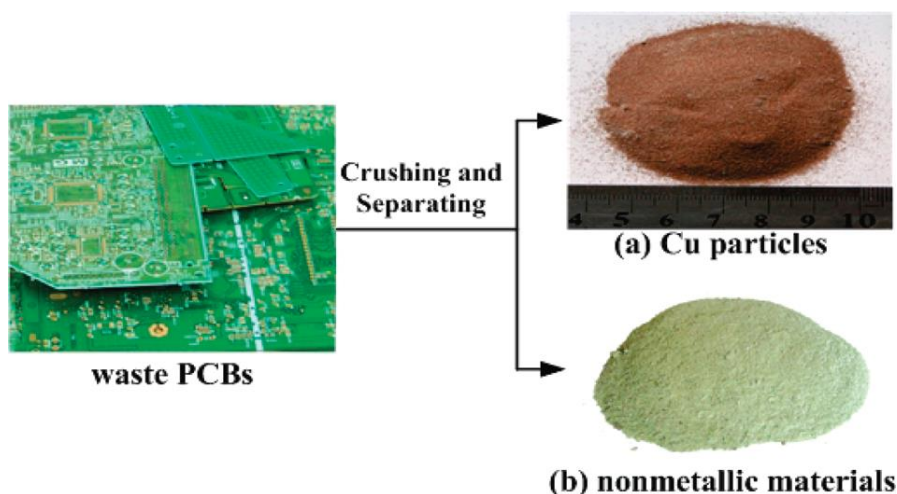 Crushing and
Separating
waste PCBs
4 5 6 7 8 9 10
(a) Cu particles
(b) nonmetallic materials